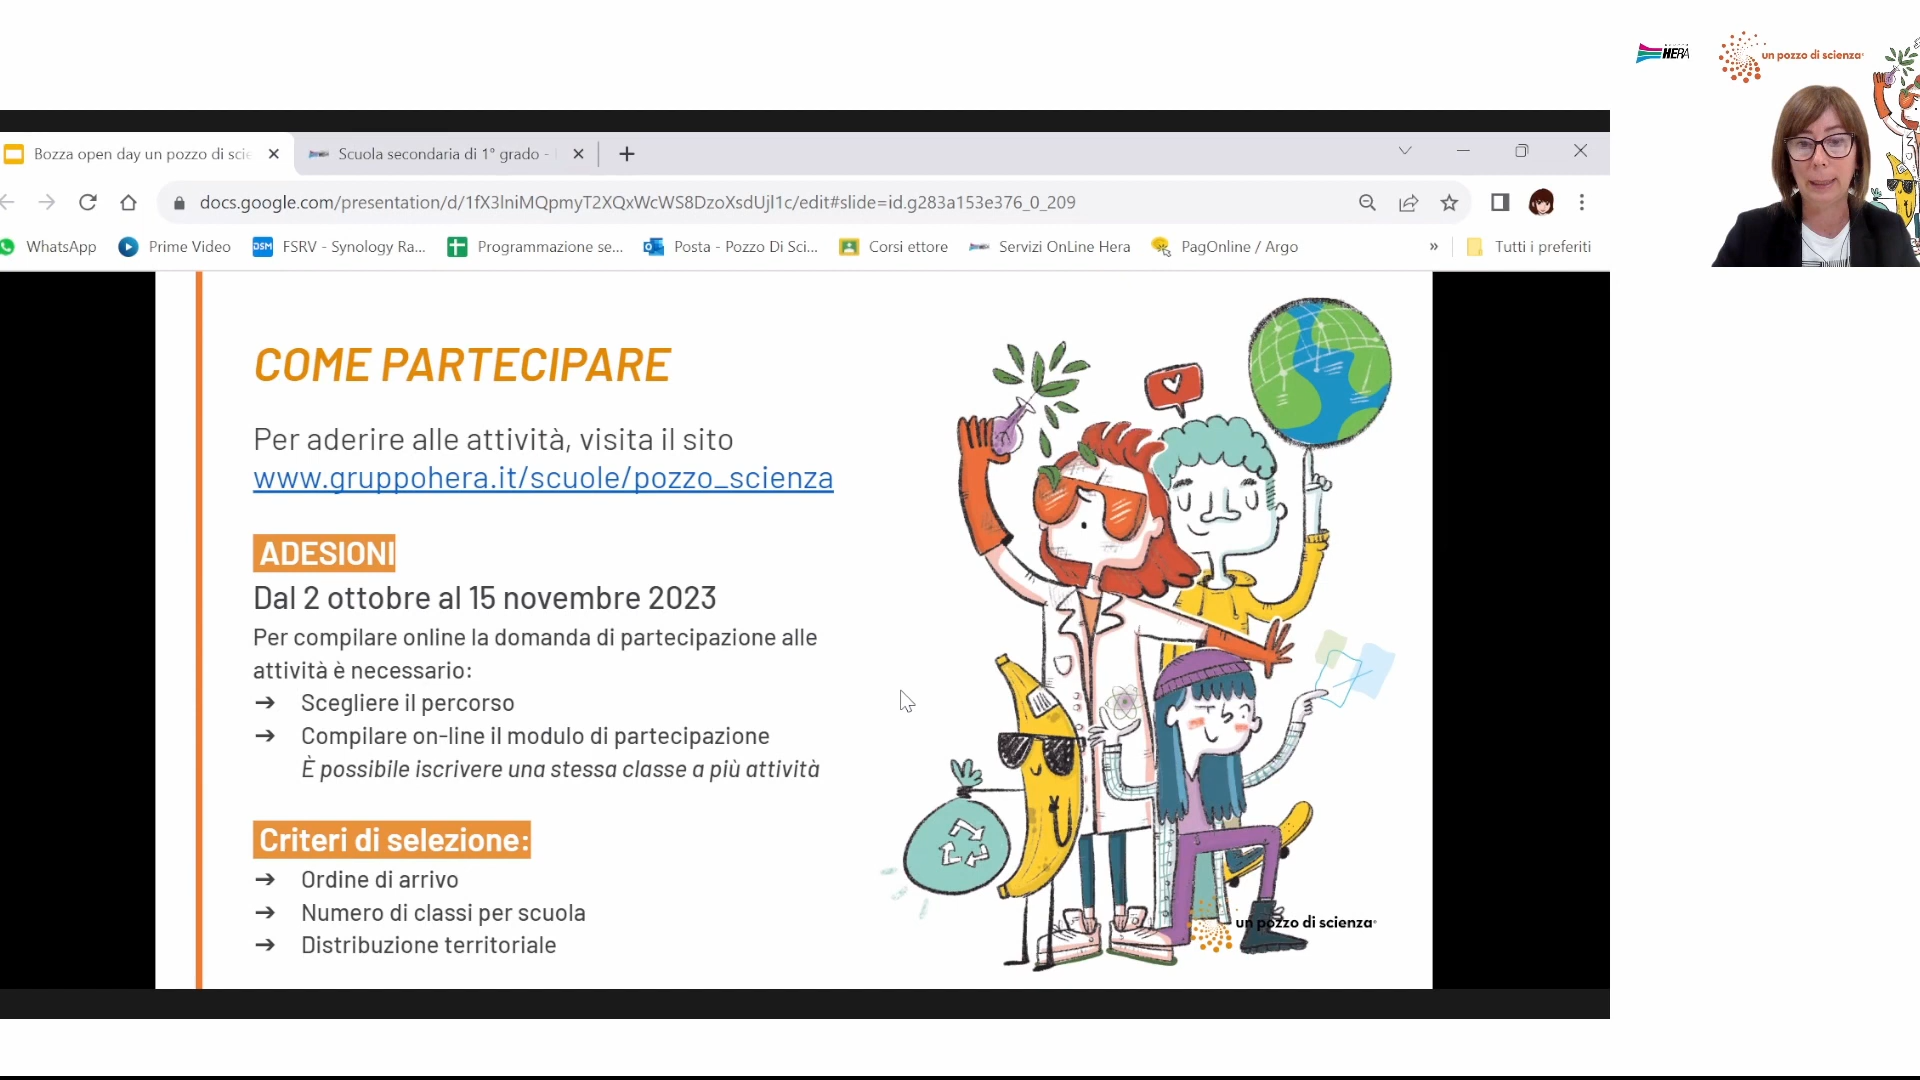 HERA
un pozzo di scienza
Bozza open day un pozzo di scie
Scuola secondaria di 1° grado -
docs.google.com/presentation/d/1fX3lniMQpmyT2XQxWcWS8DzoXsdUjl1c/edit#slide=id.g283a153e376_0_209
WhatsApp
Prime Video
DSM
FSRV - Synology Ra...
Programmazione se...
Posta - Pozzo Di Sci...
Corsi ettore
Servizi OnLine Hera
PagOnline / Argo
»
Tutti i preferiti
COME PARTECIPARE
Per aderire alle attività, visita il sito
www.gruppohera.it/scuole/pozzo_scienza
ADESIONI
Dal 2 ottobre al 15 novembre 2023
Per compilare online la domanda di partecipazione alle
attività è necessario:
➔ Scegliere il percorso
➔ Compilare on-line il modulo di partecipazione
È possibile iscrivere una stessa classe a più attività
Criteri di selezione:
➔ Ordine di arrivo
➔ Numero di classi per scuola
➔ Distribuzione territoriale
un pozzo di scienza®